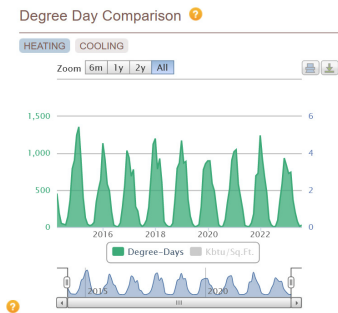 Degree Day Comparison ?
HEATING COOLING
Zoom 6m 1y 2y All
1,500 6
1,000 4
500 2
0 0
2016 2018 2020 2022
Degree-Days Kbtu/Sq.Ft.
2015 2020
?